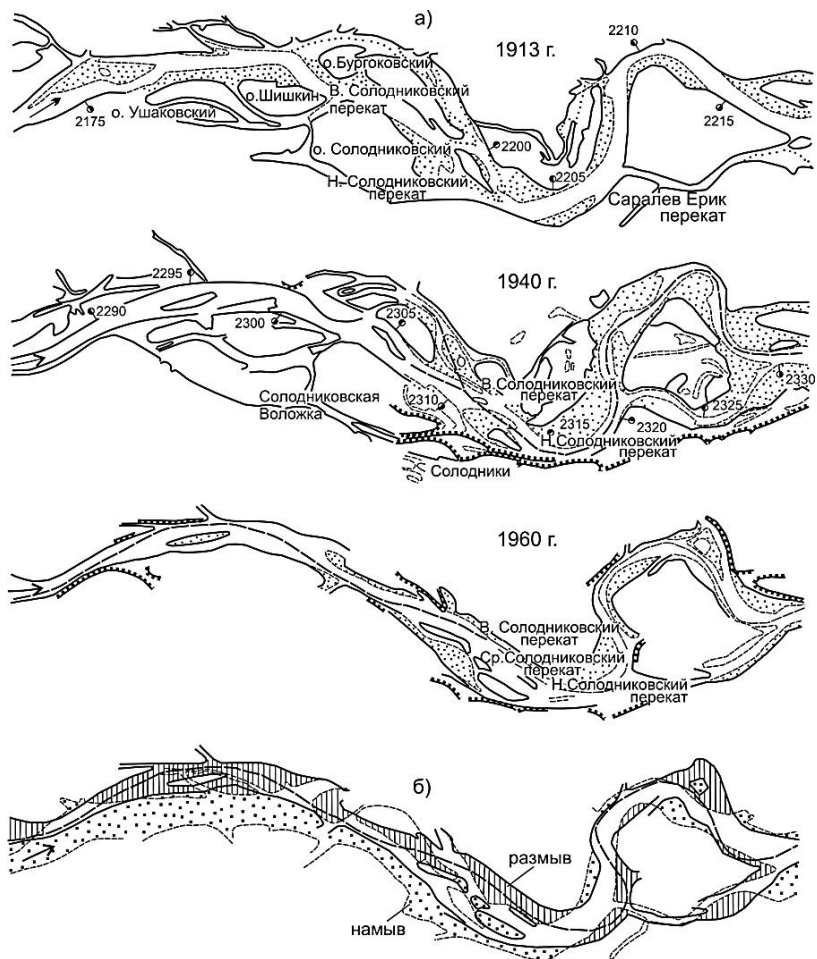 а)
1913 г.
2210
о.Бургоковский
о.Шишкин
В. Солодниковский
перекат
2175
о. Ушаковский
2200
2215
о. Солодниковский
2205
Н. Солодниковский
перекат
Саралев Ерик
перекат
1940 г.
2295
2290
2300
2305
В.Солодниковский
перекат
2330
Солодниковская
Воложка
2310
2315
2325
2320
Н.Солодниковский
перекат
Солодники
1960 г.
В. Солодниковский
перекат
Ср.Солодниковский
перекат
Н.Солодниковский
перекат
б)
размыв
намыв